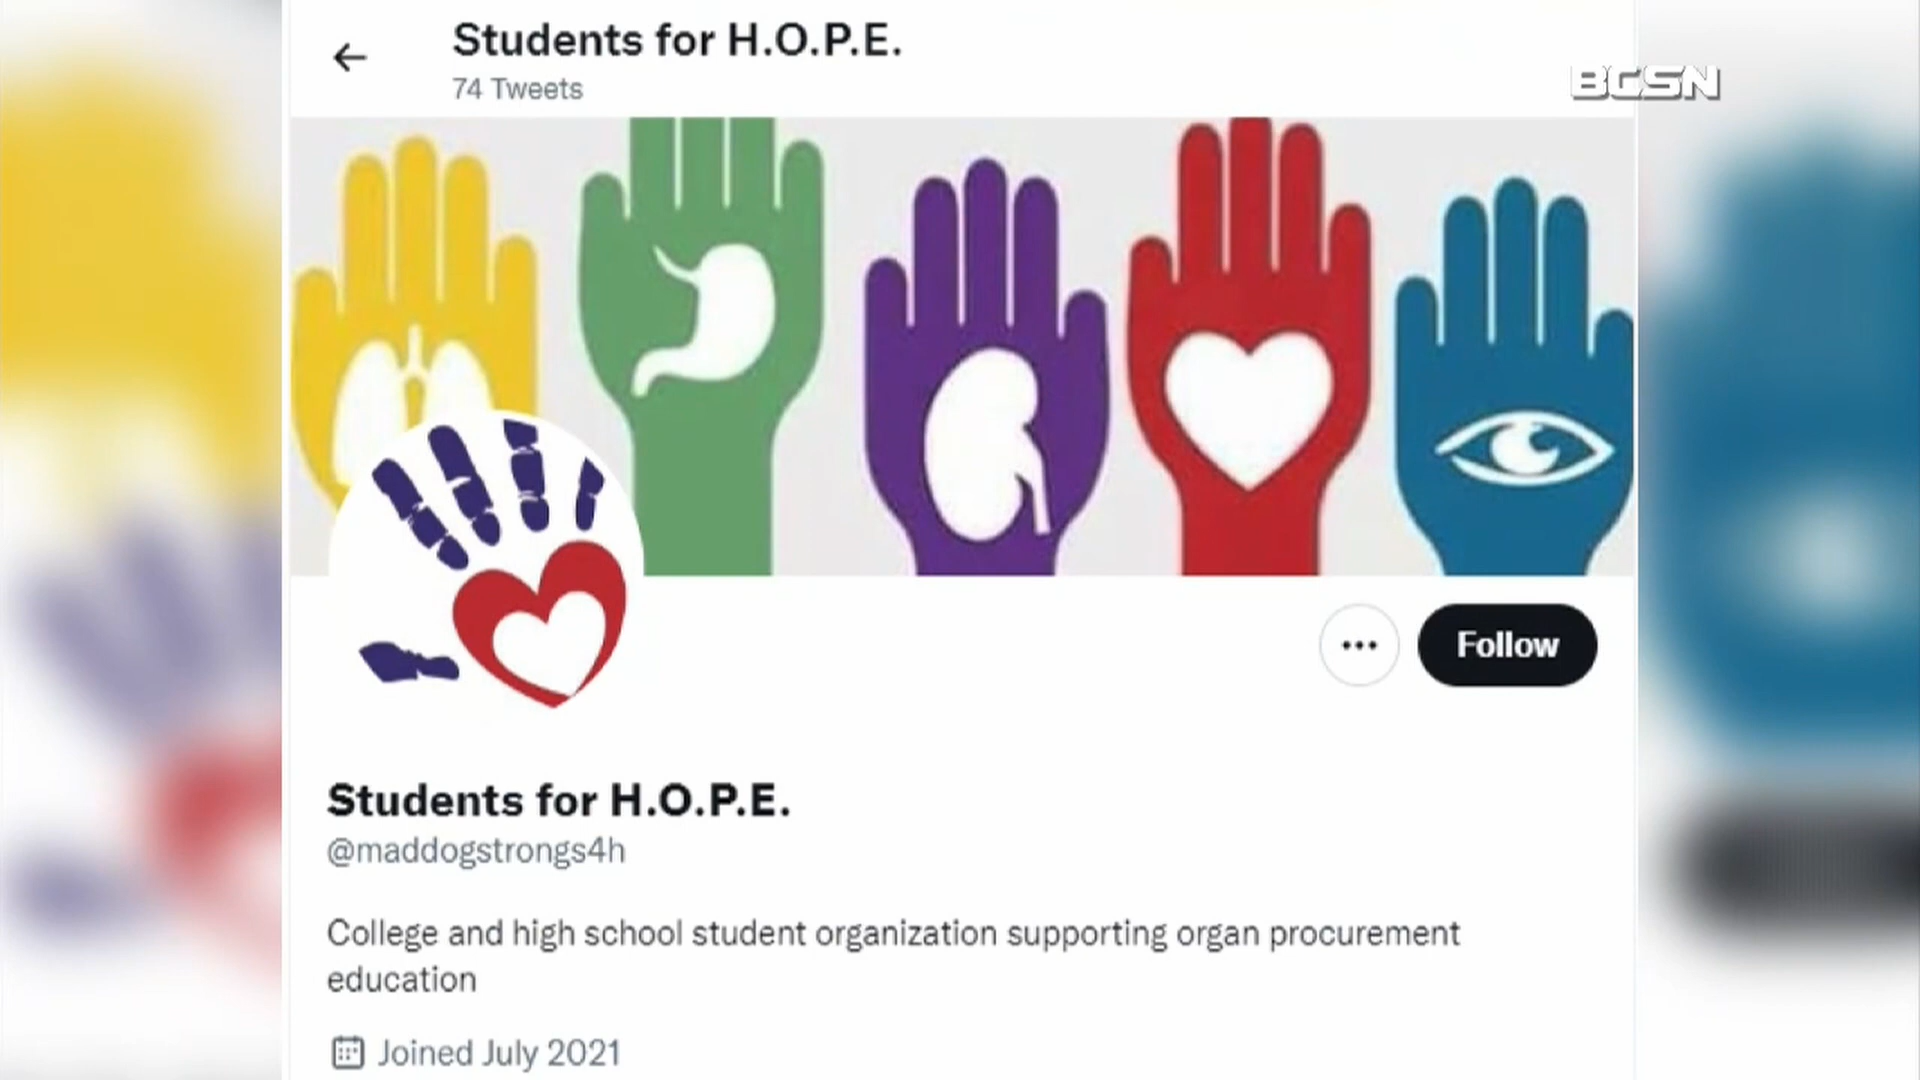 Students for H.O.P.E.
74 Tweets
BCSN
Follow
Students for H.O.P.E.
@maddogstrongs4h
College and high school student organization supporting organ procurement
education
Joined July 2021